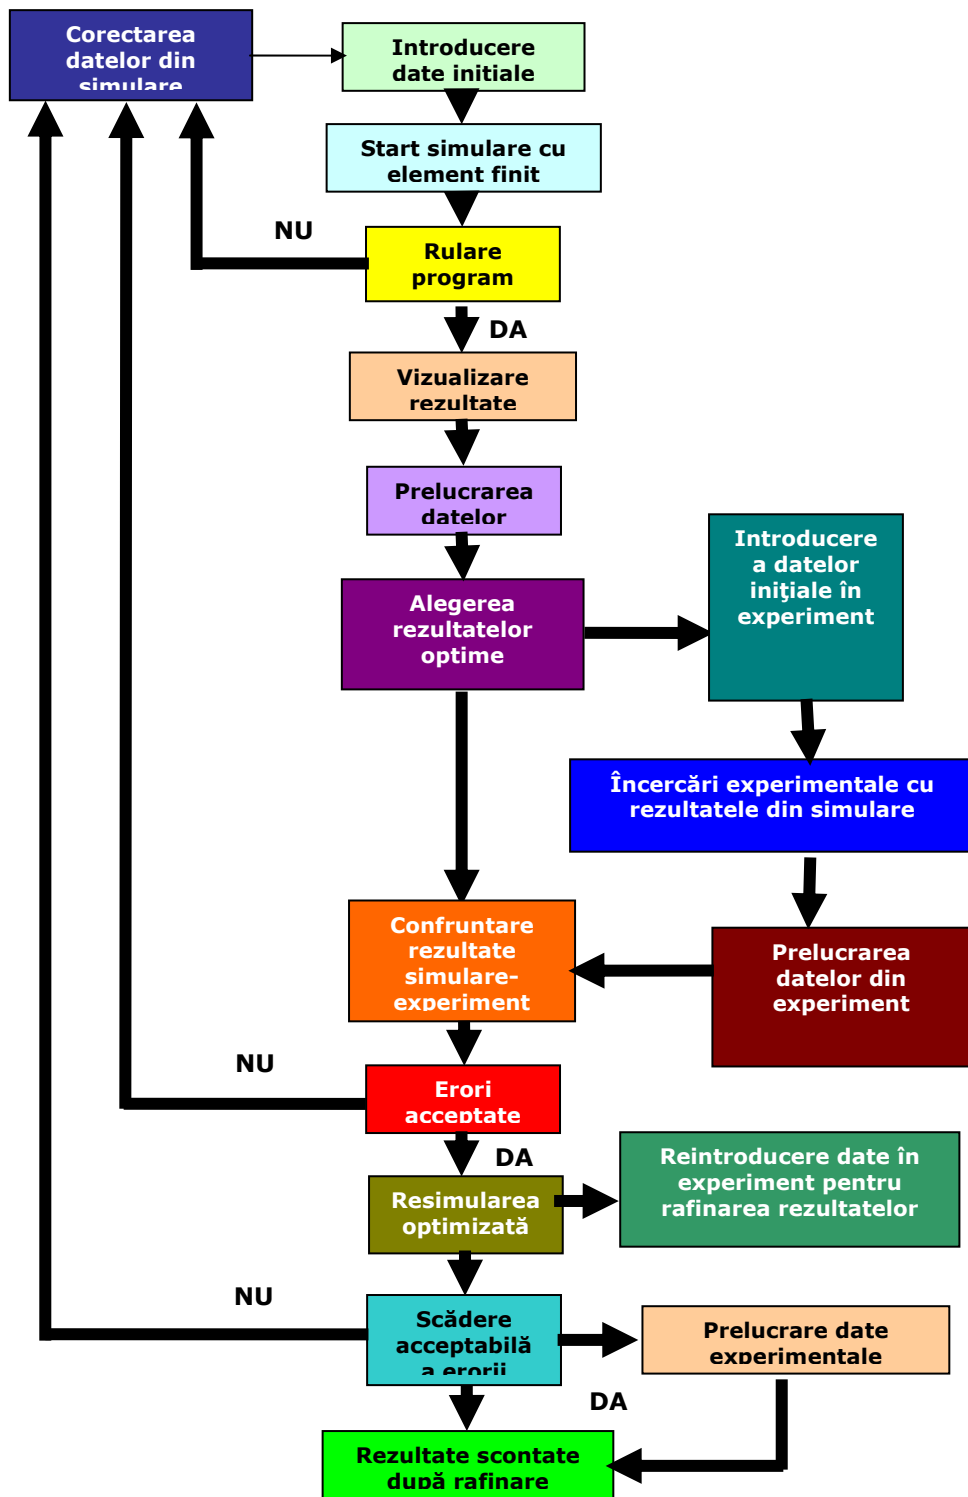 Corectarea
datelor din
simulare
Introducere
date initiale
Start simulare cu
element finit
NU
Rulare
program
DA
Vizualizare
rezultate
Prelucrarea
datelor
Introducere
a datelor
iniţiale în
experiment
Alegerea
rezultatelor
optime
Încercări experimentale cu
rezultatele din simulare
Confruntare
rezultate
simulare-
experiment
Prelucrarea
datelor din
experiment
NU
Erori
acceptate
DA
Reintroducere date în
experiment pentru
rafinarea rezultatelor
Resimularea
optimizată
NU
Scădere
acceptabilă
a erorii
Prelucrare date
experimentale
DA
Rezultate scontate
după rafinare